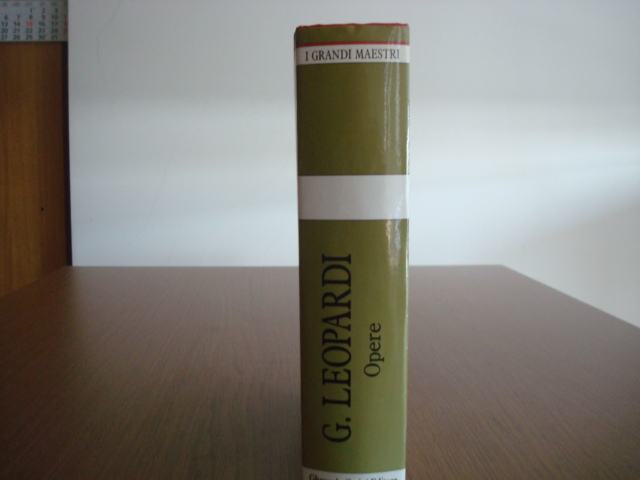 I GRANDI MAESTRI
G. LEOPARDI
Opere